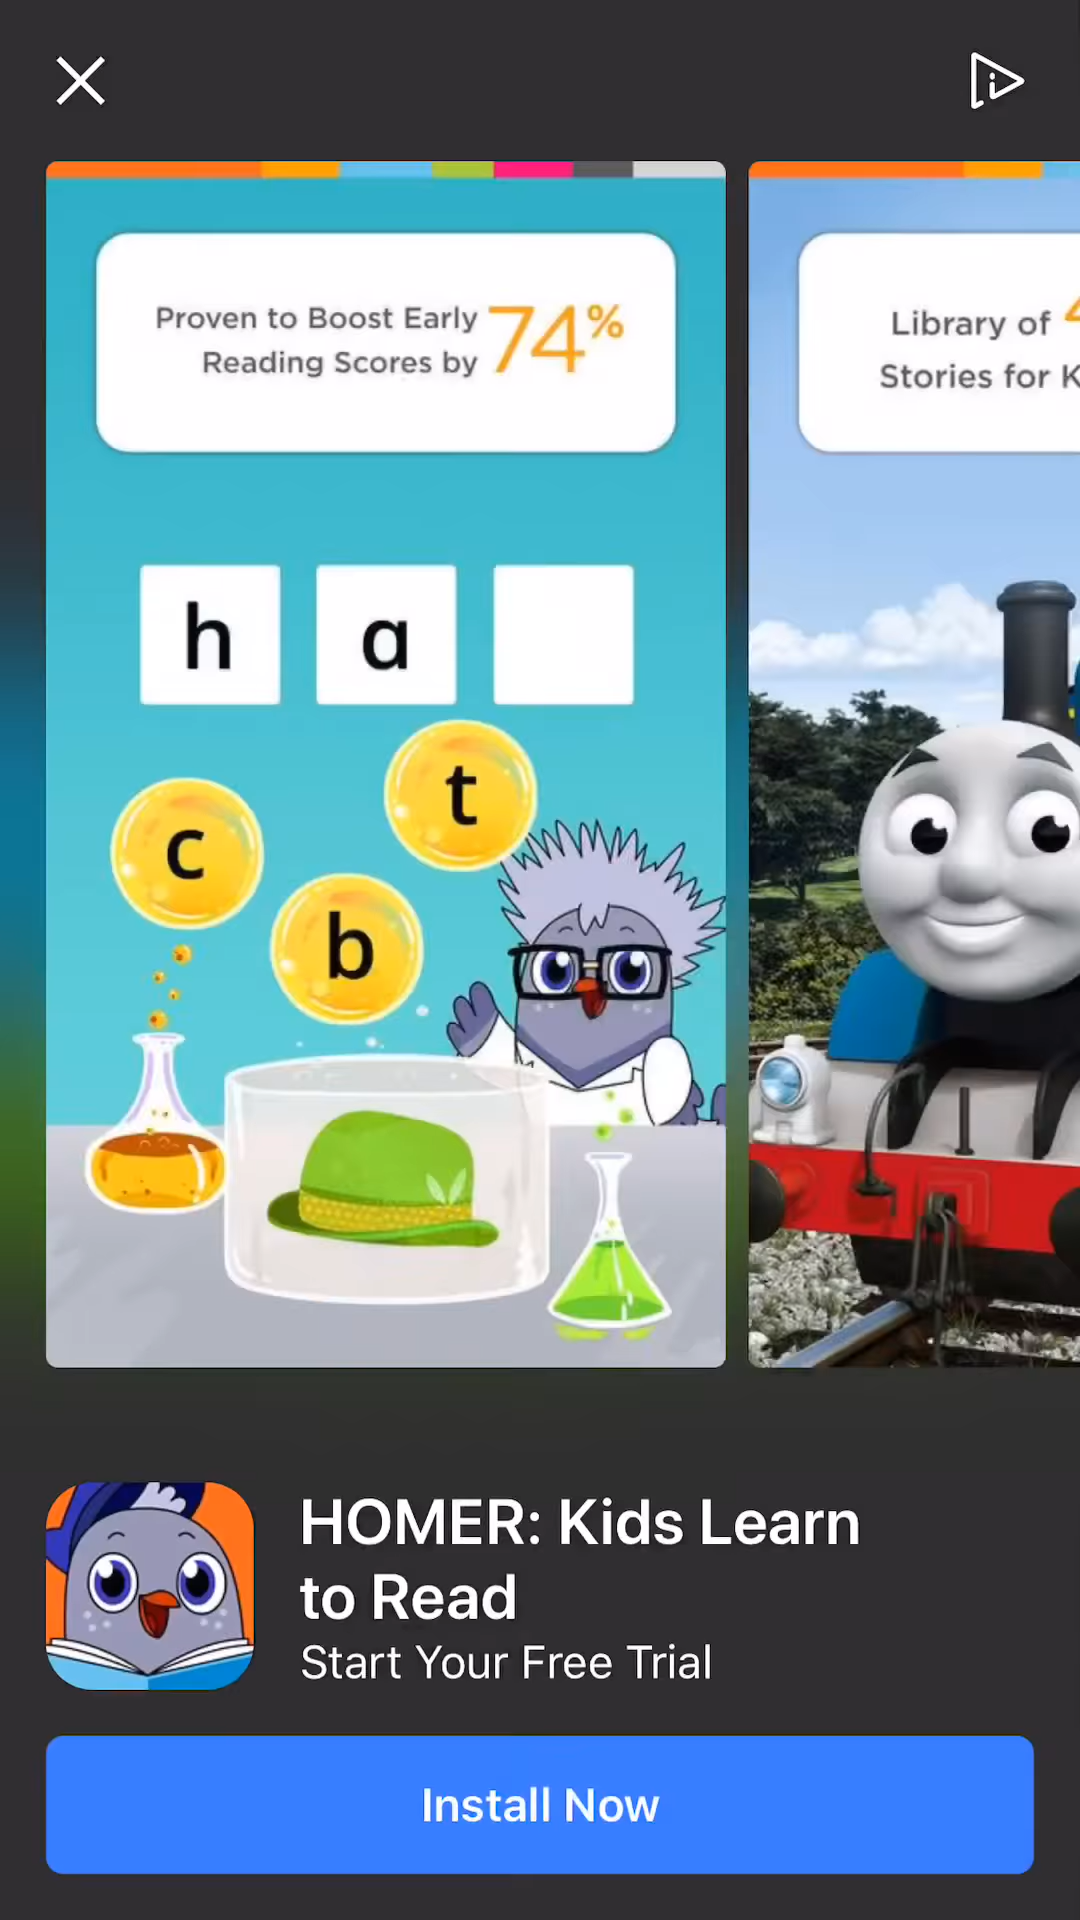 Proven to Boost Early
Reading Scores by 74%
Library of
Stories for
h a
t
c
b
HOMER: Kids Learn
to Read
Start Your Free Trial
Install Now